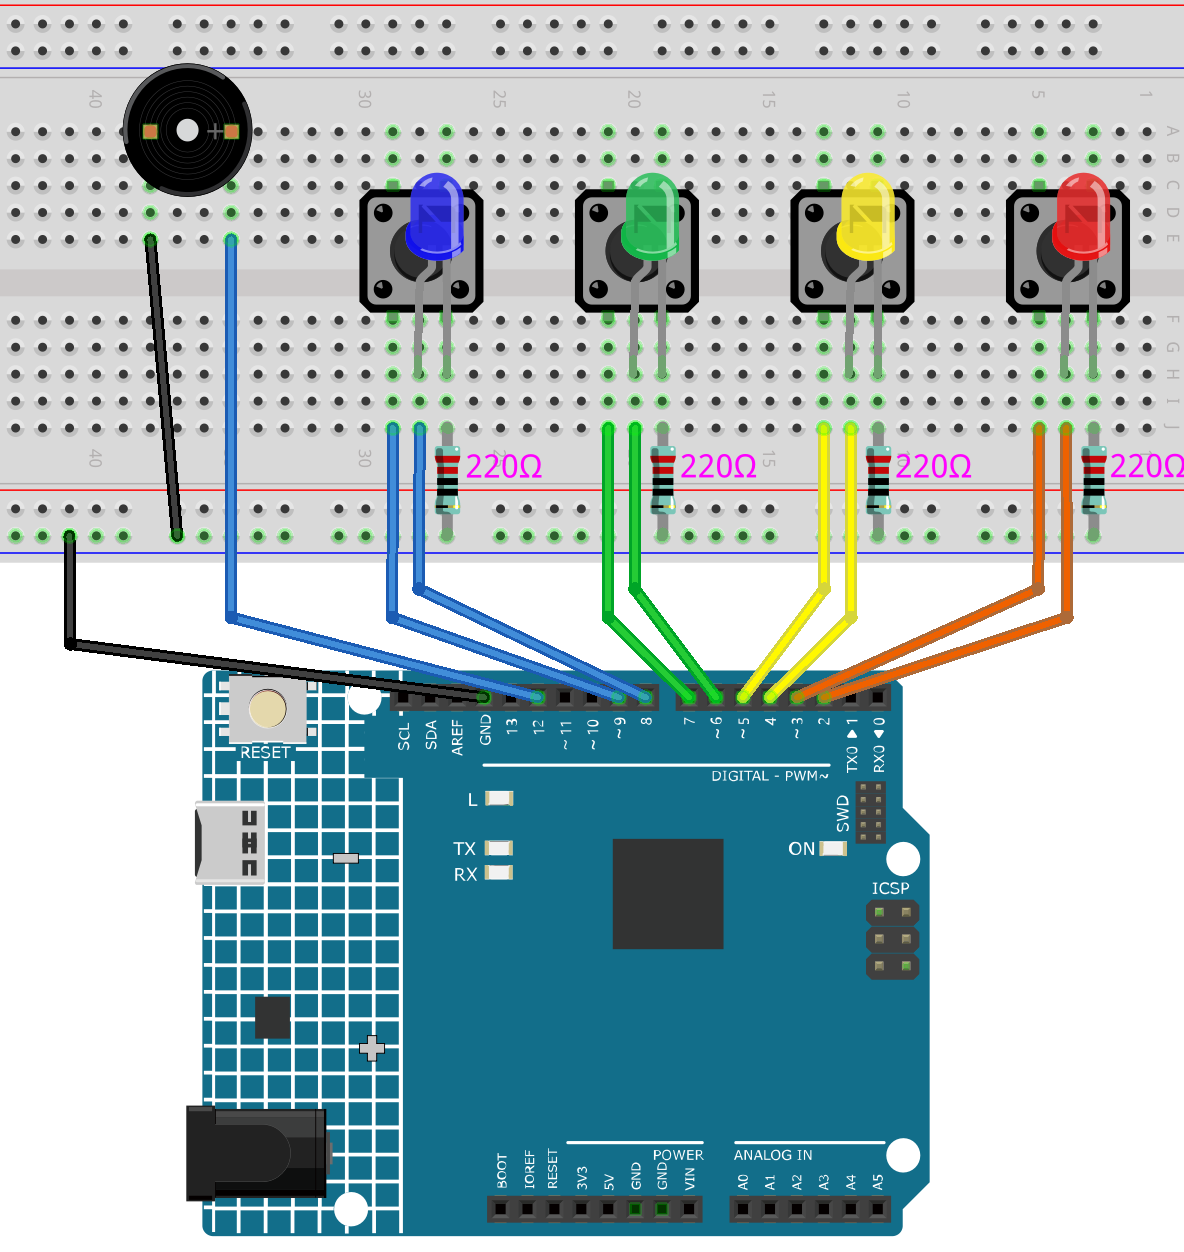 40 30 25 20 15 10 5 1
A
B
C
D
E
F
G
H
I
J
40 30 15
220Ω 220Ω 220Ω 220Ω
RESET
SCL SDA AREF GND 13 12 ~11 ~10 ~9 8 7 ~6 ~5 4 ~3 2 TX0▶1 RX0◀0
DIGITAL - PWM~
L
TX
RX
ON
SWD
ICSP
BOOT IOREF RESET 3V3 5V GND GND VIN
POWER
ANALOG IN
A0 A1 A2 A3 A4 A5